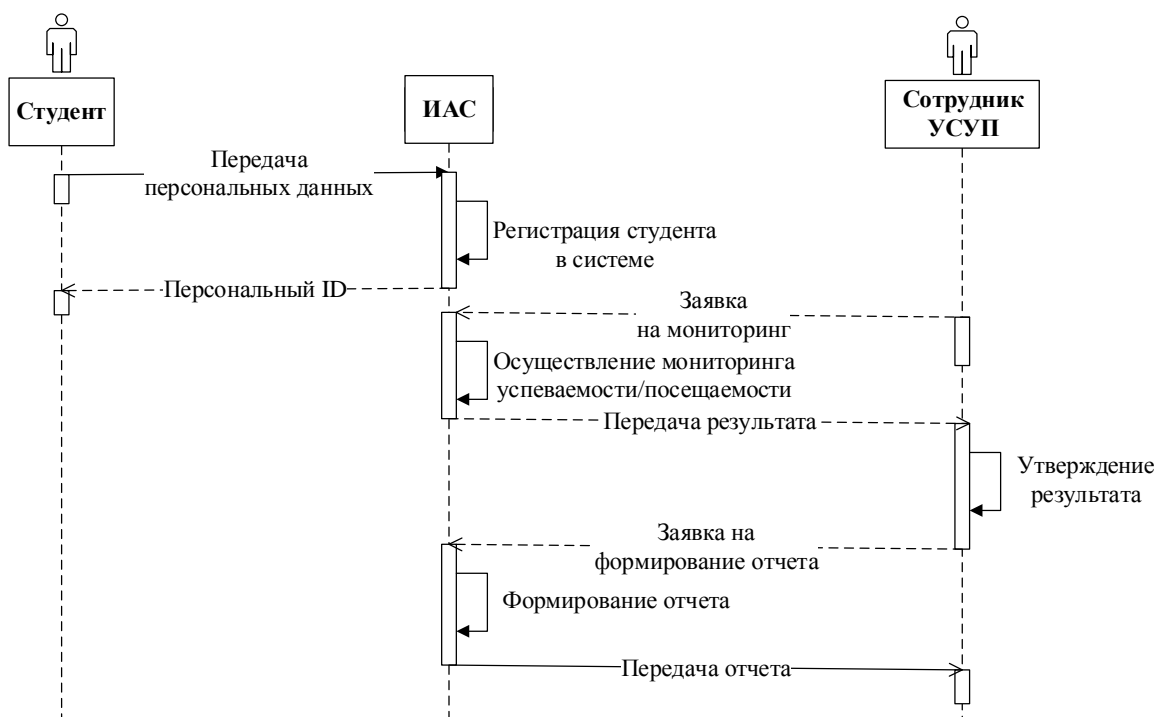 Студент
ИАС
Сотрудник
УСУП
Передача
персональных данных
Регистрация студента
в системе
Персональный ID
Заявка
на мониторинг
Осуществление мониторинга
успеваемости/посещаемости
Передача результата
Утверждение
результата
Заявка на
формирование отчета
Формирование отчета
Передача отчета